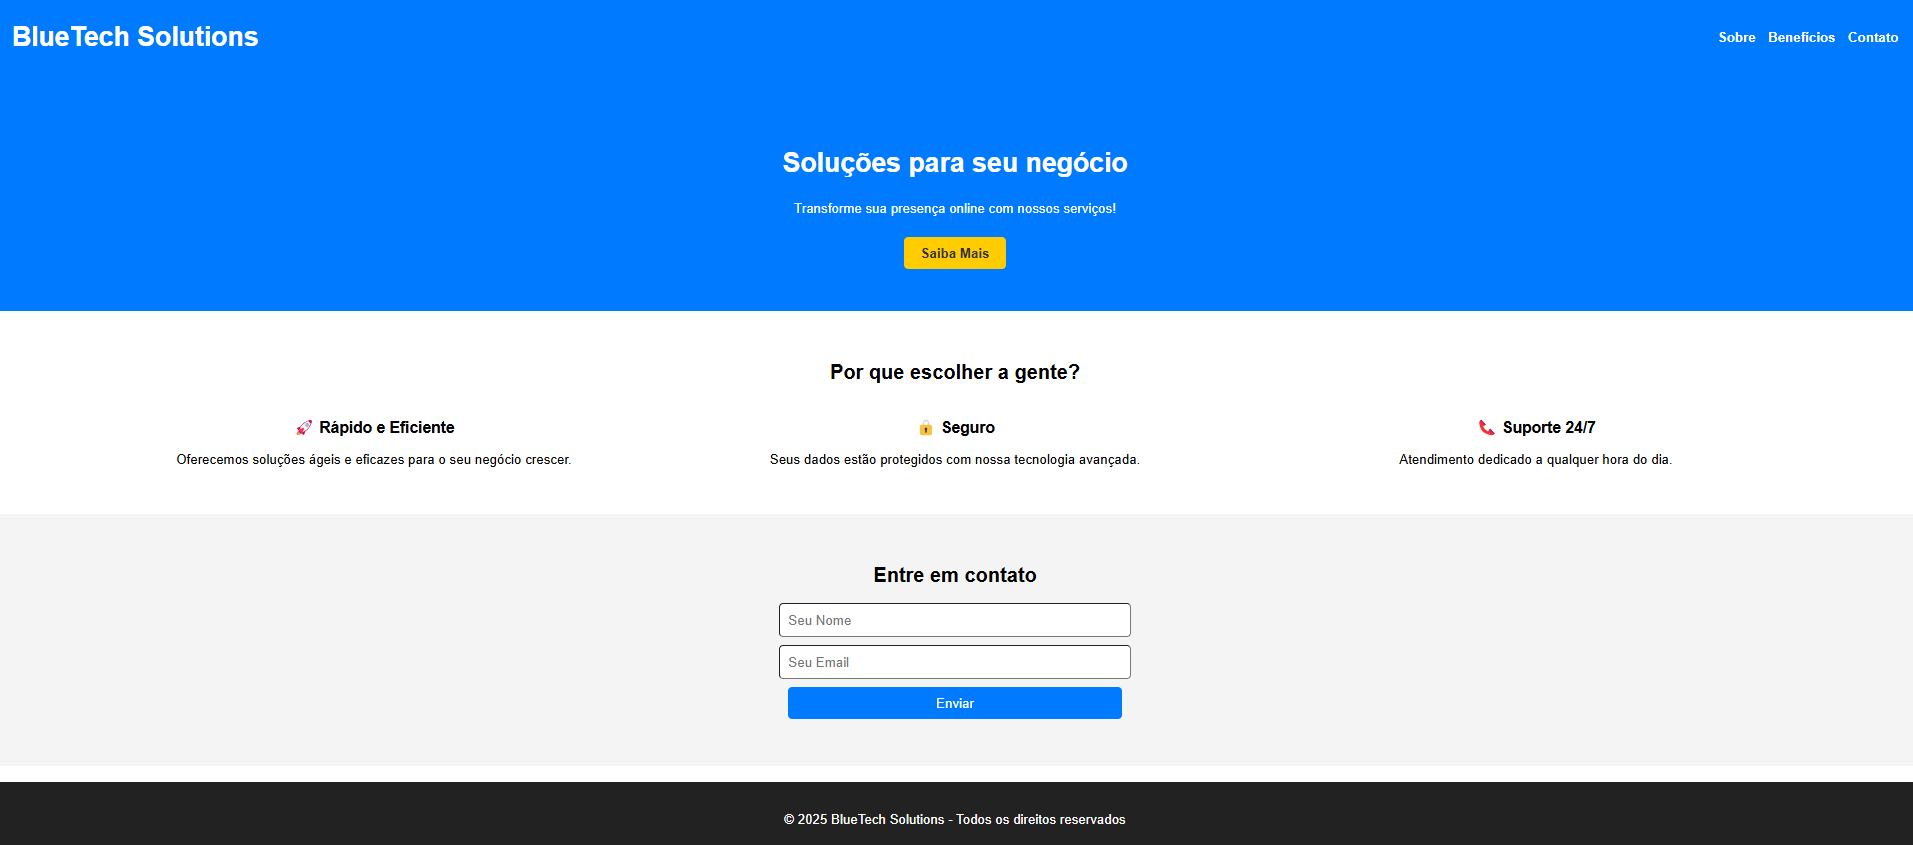 BlueTech Solutions
Sobre Benefícios Contato
Soluções para seu negócio
Transforme sua presença online com nossos serviços!
Saiba Mais
Por que escolher a gente?
🚀 Rápido e Eficiente
Oferecemos soluções ágeis e eficazes para o seu negócio crescer.
🔒 Seguro
Seus dados estão protegidos com nossa tecnologia avançada.
📞 Suporte 24/7
Atendimento dedicado a qualquer hora do dia.
Entre em contato
Seu Nome
Seu Email
Enviar
© 2025 BlueTech Solutions - Todos os direitos reservados